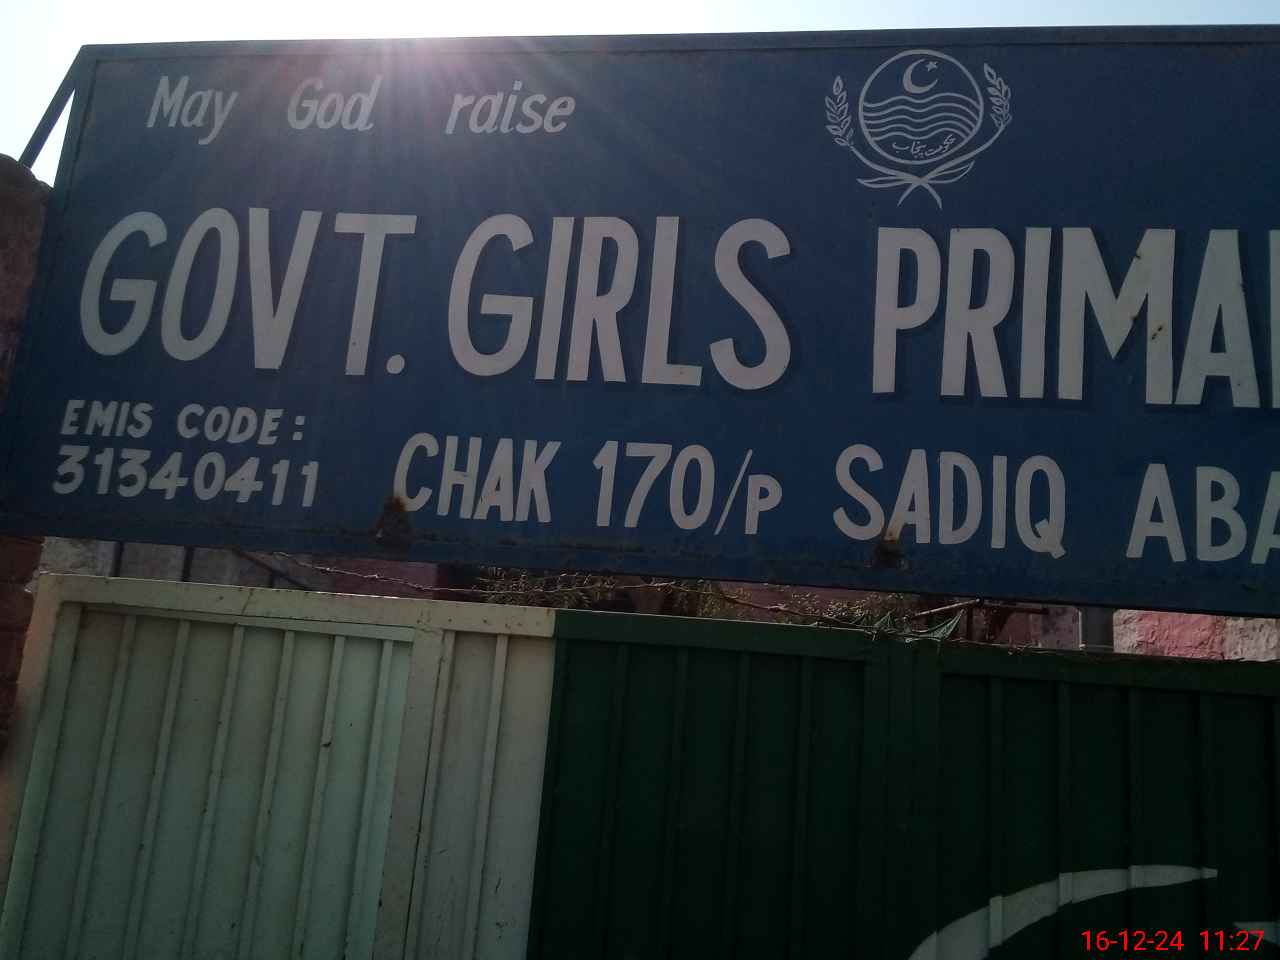 May God raise
حکومت پنجاب
GOVT. GIRLS PRIMA
EMIS CODE:
31340411
CHAK 170/P SADIQ ABA
16-12-24 11:27